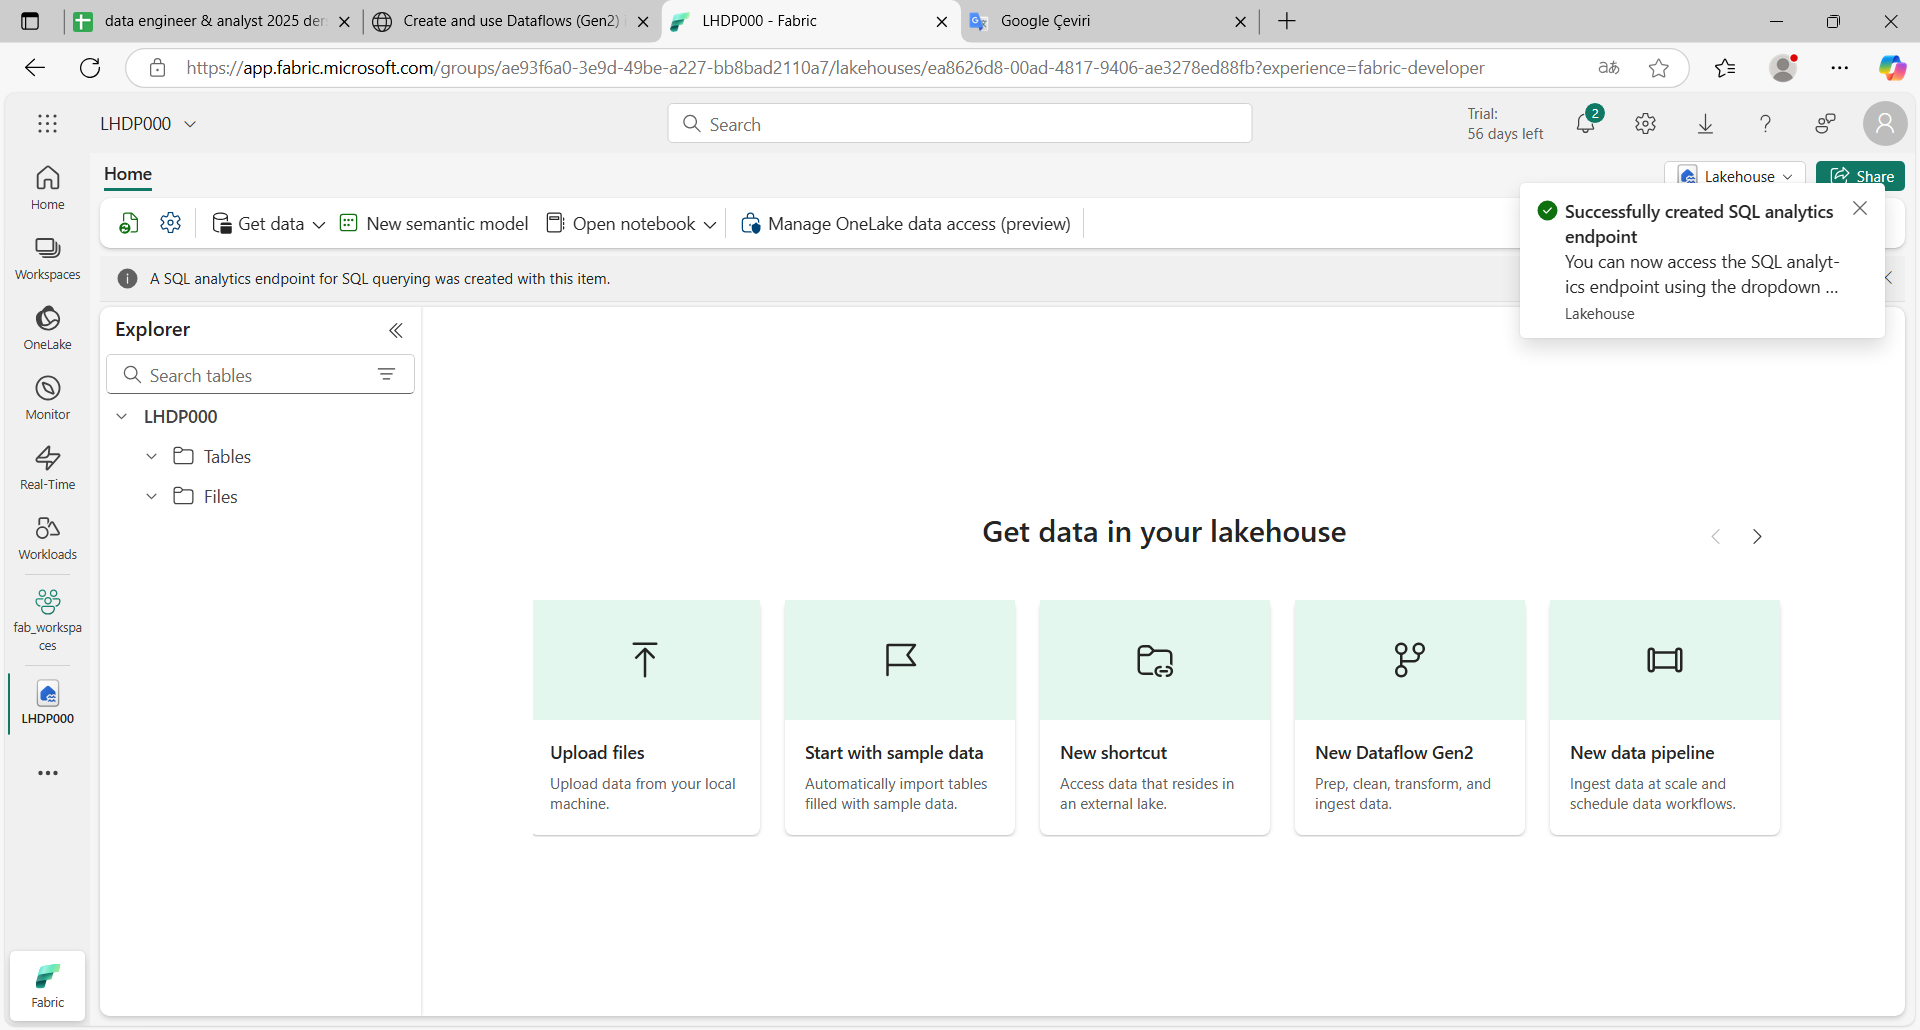 data engineer & analyst 2025 der
Create and use Dataflows (Gen2)
LHDP000 - Fabric
Google Çeviri
https://app.fabric.microsoft.com/groups/ae93f6a0-3e9d-49be-a227-bb8bad2110a7/lakehouses/ea8626d8-00ad-4817-9406-ae3278ed88fb?experience=fabric-developer
aあ
LHDP000
Search
Trial:
56 days left
2
Home
Lakehouse
Share
Get data
New semantic model
Open notebook
Manage OneLake data access (preview)
Successfully created SQL analytics
endpoint
You can now access the SQL analyt-
ics endpoint using the dropdown ...
Lakehouse
A SQL analytics endpoint for SQL querying was created with this item.
Home
Workspaces
OneLake
Monitor
Real-Time
Workloads
fab_workspa
ces
LHDP000
Fabric
Explorer
Search tables
LHDP000
Tables
Files
Get data in your lakehouse
Upload files
Upload data from your local
machine.
Start with sample data
Automatically import tables
filled with sample data.
New shortcut
Access data that resides in
an external lake.
New Dataflow Gen2
Prep, clean, transform, and
ingest data.
New data pipeline
Ingest data at scale and
schedule data workflows.